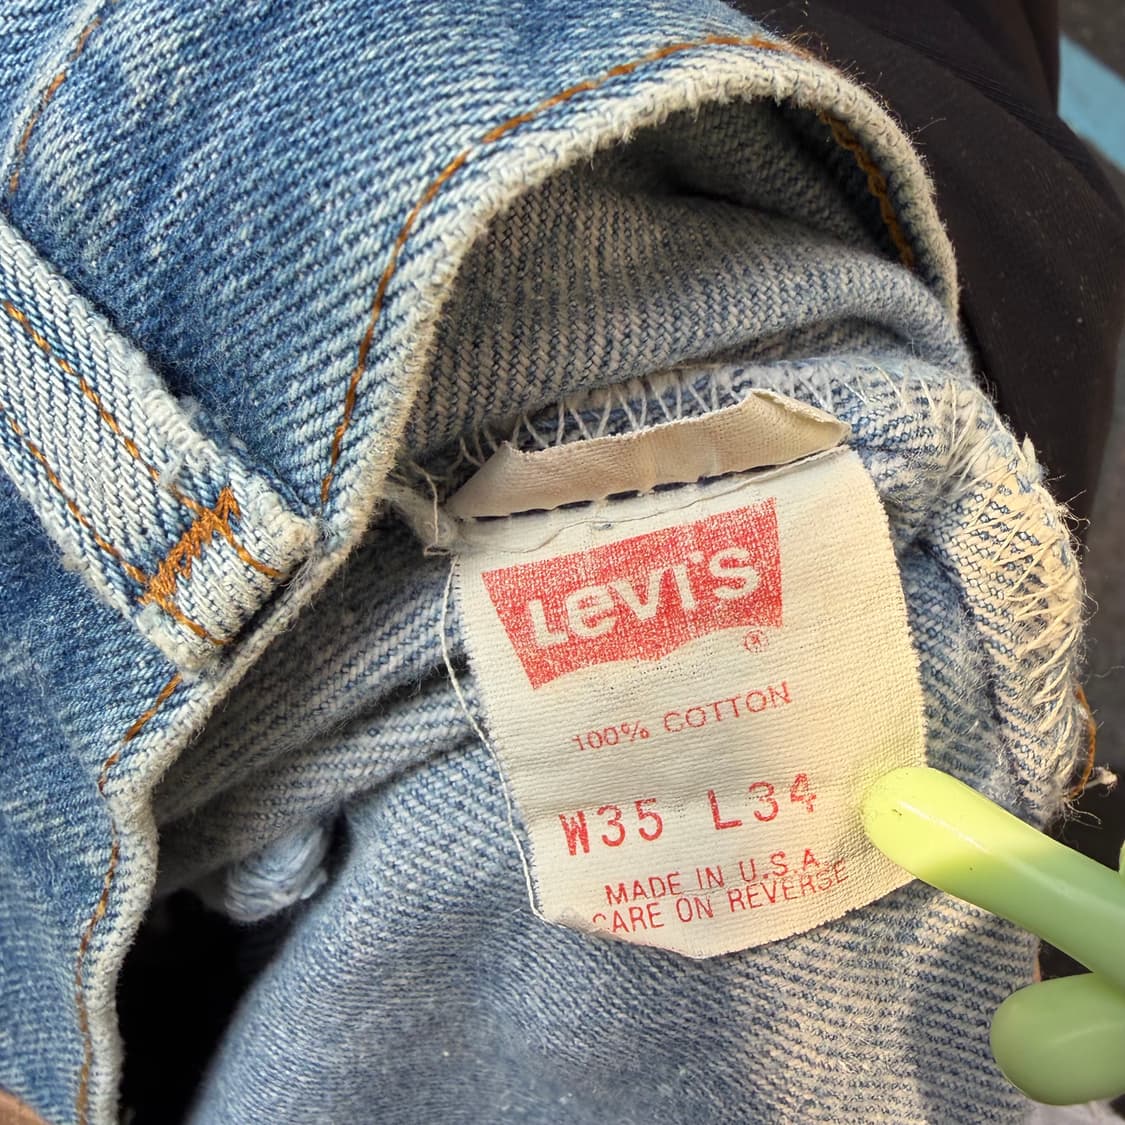 Levi's
®
100% COTTON
W35 L34
MADE IN U.S.A
CARE ON REVERSE